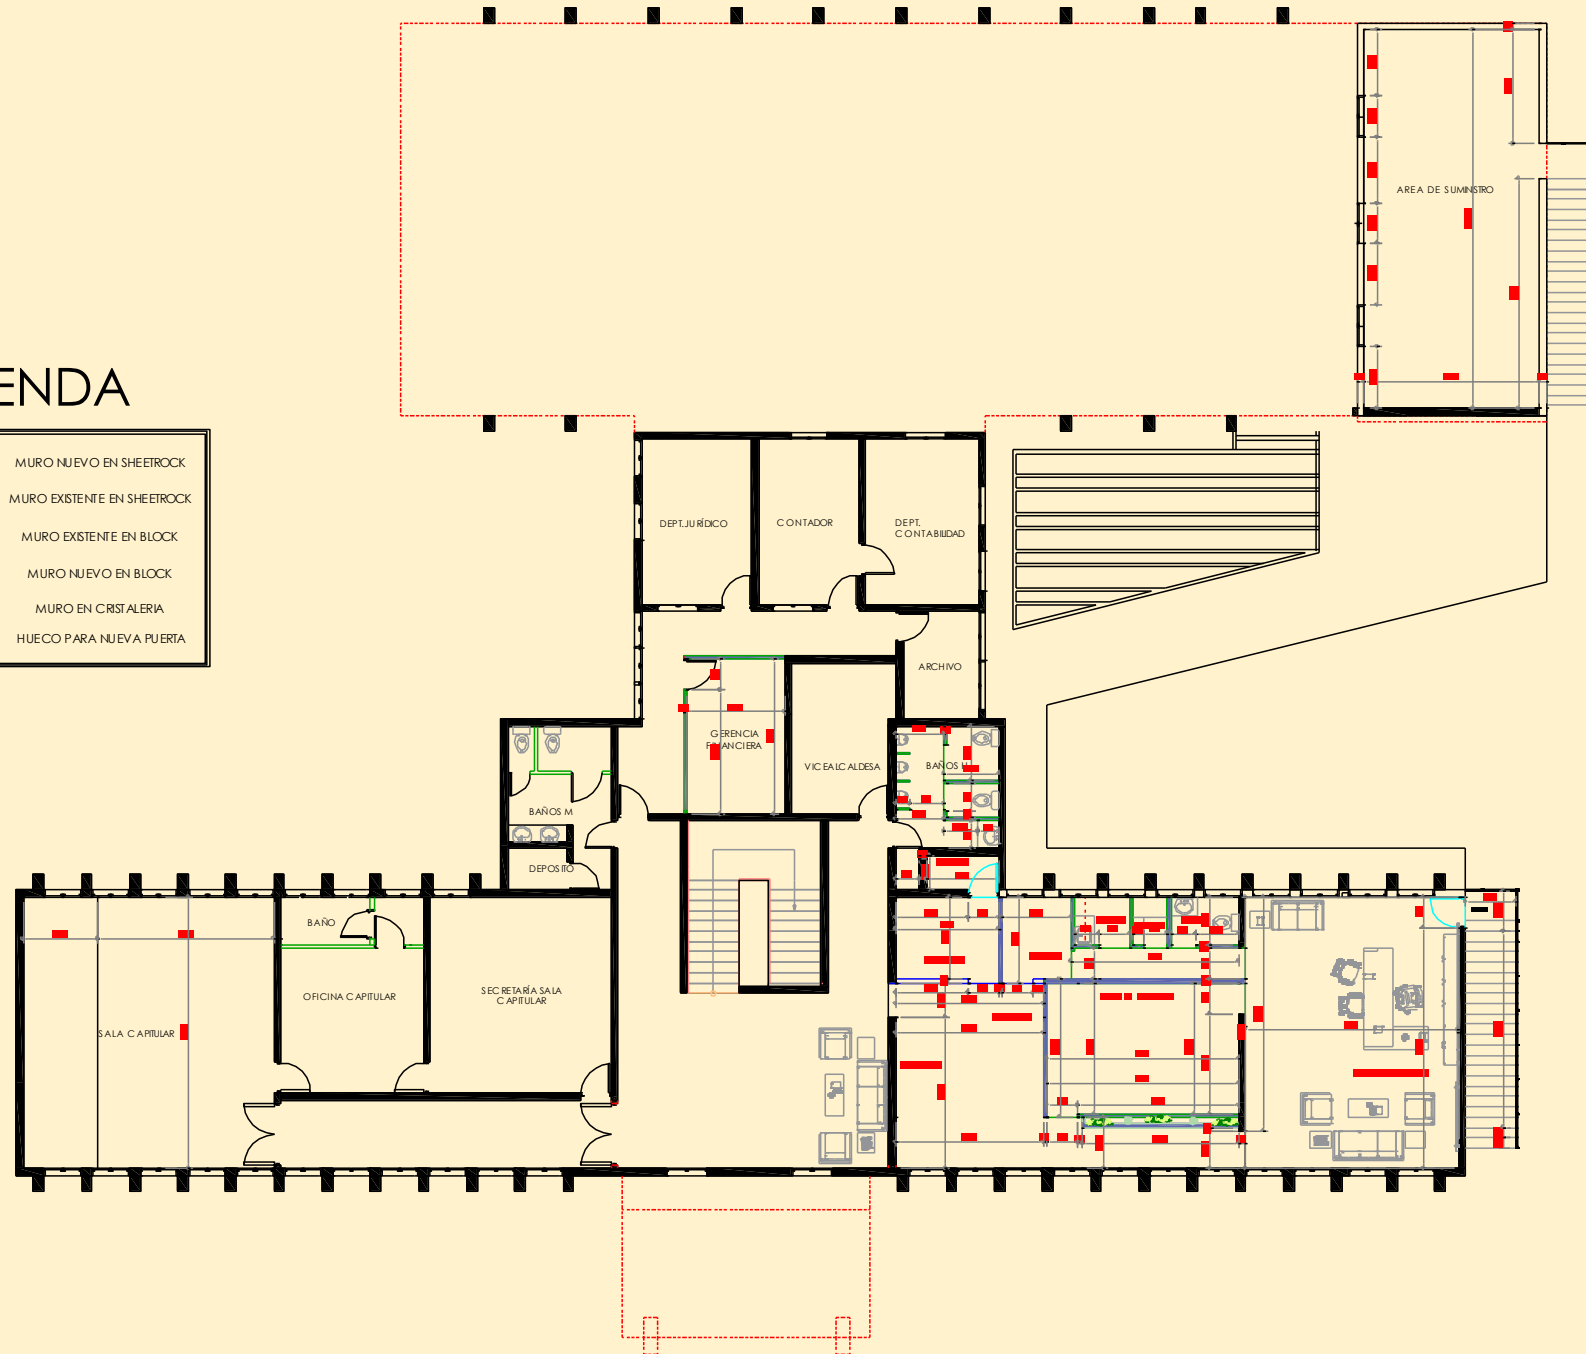 AREA DE SUMINSTRO
ENDA
MURO NUEVO EN SHEETROCK
MURO EXISTENTE EN SHEETROCK
MURO EXISTENTE EN BLOCK
MURO NUEVO EN BLOCK
MURO EN CRISTALERIA
HUECO PARA NUEVA PUERTA
DEPT.JURÍDICO
CONTADOR
DEPT.
CONTABILIDAD
ARCHIVO
GERENCIA
VICEALCALDESA
BAÑOS
BAÑOS M
DEPOSITO
BAÑO
OFICINA CAPITULAR
SECRETARÍA SALA
CAPITULAR
SALA CAPITULAR